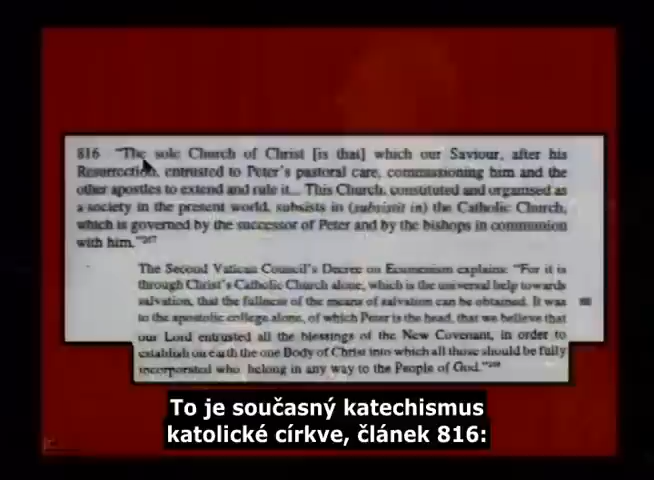 816 "The sole Church of Christ [is that] which our Saviour, after his
Resurrection, entrusted to Peter's pastoral care, commissioning him and the
other apostles to extend and rule it... This Church, constituted and organised as
a society in the present world, subsists in (subsistit in) the Catholic Church,
which is governed by the successor of Peter and by the bishops in communion
with him."267
The Second Vatican Council's Decree on Ecumenism explains: "For it is
through Christ's Catholic Church alone, which is the universal help towards
salvation, that the fullness of the means of salvation can be obtained. It was
to the apostolic college alone, of which Peter is the head, that we believe that
our Lord entrusted all the blessings of the New Covenant, in order to
establish on earth the one Body of Christ into which all those should be fully
incorporated who belong in any way to the People of God."268
To je současný katechismus
katolické církve, článek 816: